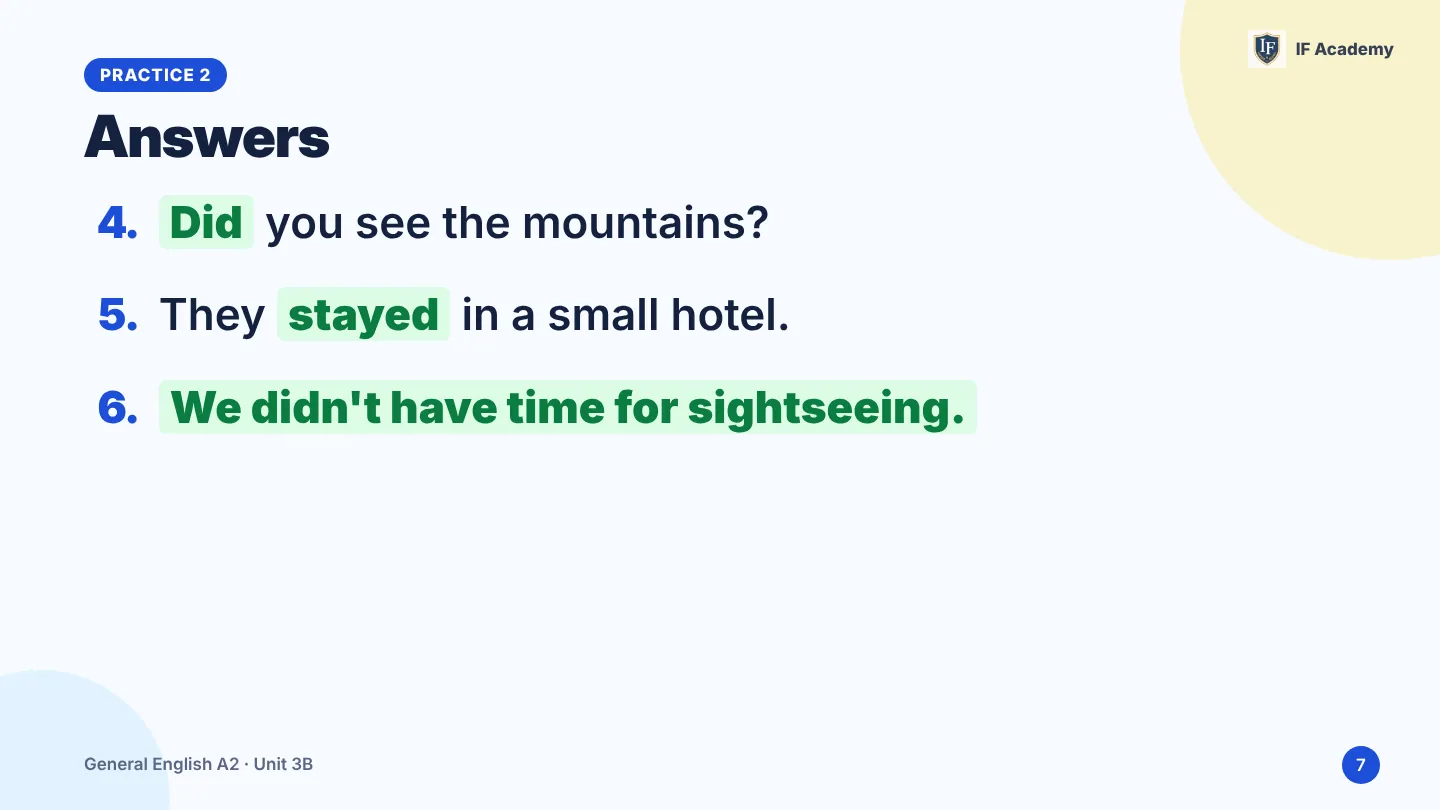 IF
IF Academy
PRACTICE 2
Answers
4. Did you see the mountains?
5. They stayed in a small hotel.
6. We didn't have time for sightseeing.
General English A2 · Unit 3B
7